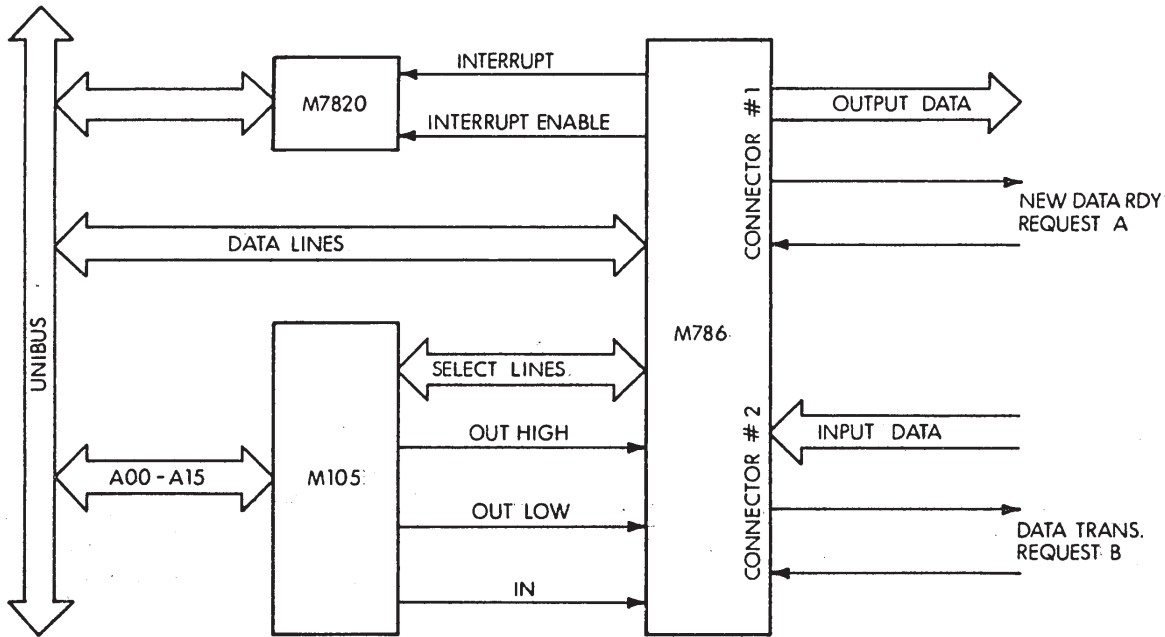 INTERRUPT
M7820
INTERRUPT ENABLE
CONNECTOR #1
OUTPUT DATA
NEW DATA RDY
REQUEST A
DATA LINES
UNIBUS
M786
SELECT LINES
OUT HIGH
A00-A15
M105
OUT LOW
IN
CONNECTOR #2
INPUT DATA
DATA TRANS.
REQUEST B